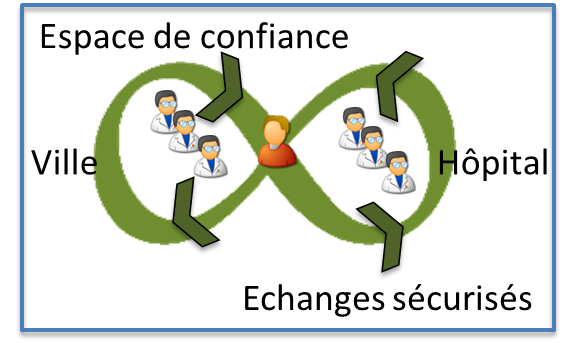 Espace de confiance
Ville
Hôpital
Echanges sécurisés